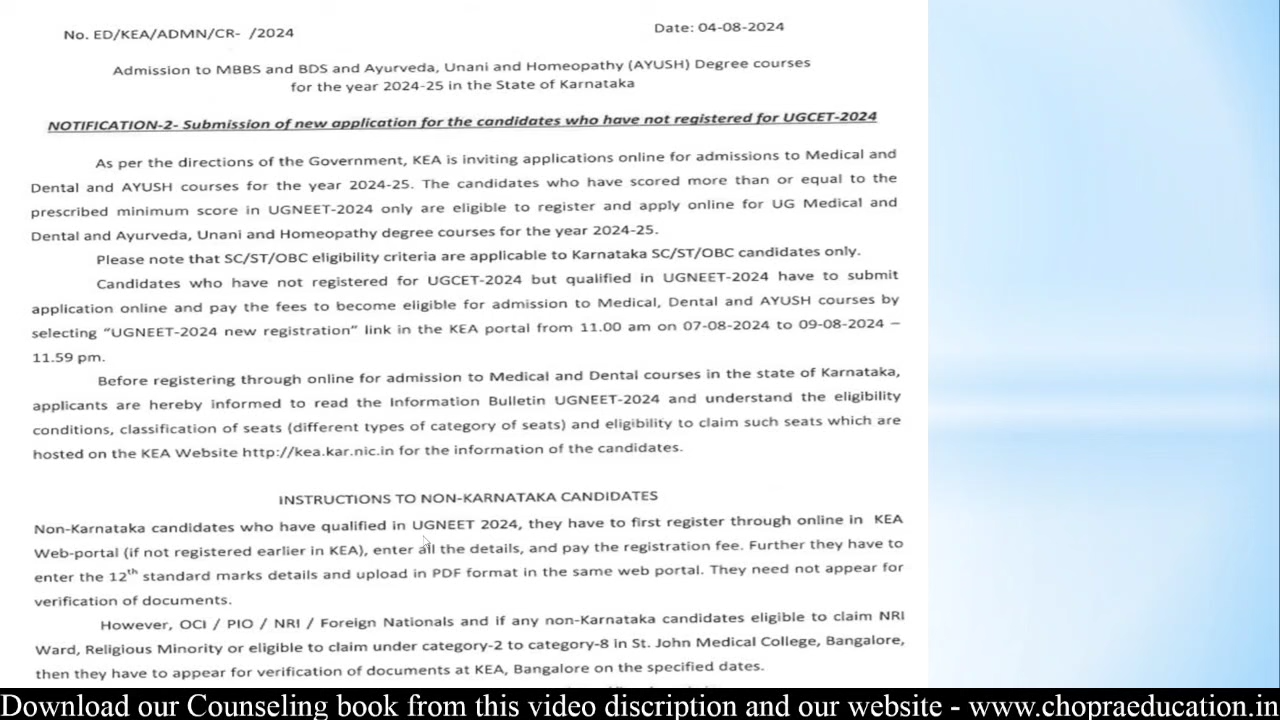 No. ED/KEA/ADMN/CR- /2024
Date: 04-08-2024
Admission to MBBS and BDS and Ayurveda, Unani and Homeopathy (AYUSH) Degree courses
for the year 2024-25 in the State of Karnataka
NOTIFICATION-2- Submission of new application for the candidates who have not registered for UGCET-2024
As per the directions of the Government, KEA is inviting applications online for admissions to Medical and
Dental and AYUSH courses for the year 2024-25. The candidates who have scored more than or equal to the
prescribed minimum score in UGNEET-2024 only are eligible to register and apply online for UG Medical and
Dental and Ayurveda, Unani and Homeopathy degree courses for the year 2024-25.
Please note that SC/ST/OBC eligibility criteria are applicable to Karnataka SC/ST/OBC candidates only.
Candidates who have not registered for UGCET-2024 but qualified in UGNEET-2024 have to submit
application online and pay the fees to become eligible for admission to Medical, Dental and AYUSH courses by
selecting “UGNEET-2024 new registration” link in the KEA portal from 11.00 am on 07-08-2024 to 09-08-2024 –
11.59 pm.
Before registering through online for admission to Medical and Dental courses in the state of Karnataka,
applicants are hereby informed to read the Information Bulletin UGNEET-2024 and understand the eligibility
conditions, classification of seats (different types of category of seats) and eligibility to claim such seats which are
hosted on the KEA Website http://kea.kar.nic.in for the information of the candidates.
INSTRUCTIONS TO NON-KARNATAKA CANDIDATES
Non-Karnataka candidates who have qualified in UGNEET 2024, they have to first register through online in KEA
Web-portal (if not registered earlier in KEA), enter all the details, and pay the registration fee. Further they have to
enter the 12th standard marks details and upload in PDF format in the same web portal. They need not appear for
verification of documents.
However, OCI / PIO / NRI / Foreign Nationals and if any non-Karnataka candidates eligible to claim NRI
Ward, Religious Minority or eligible to claim under category-2 to category-8 in St. John Medical College, Bangalore,
then they have to appear for verification of documents at KEA, Bangalore on the specified dates.
Download our Counseling book from this video discription and our website - www.chopraeducation.in